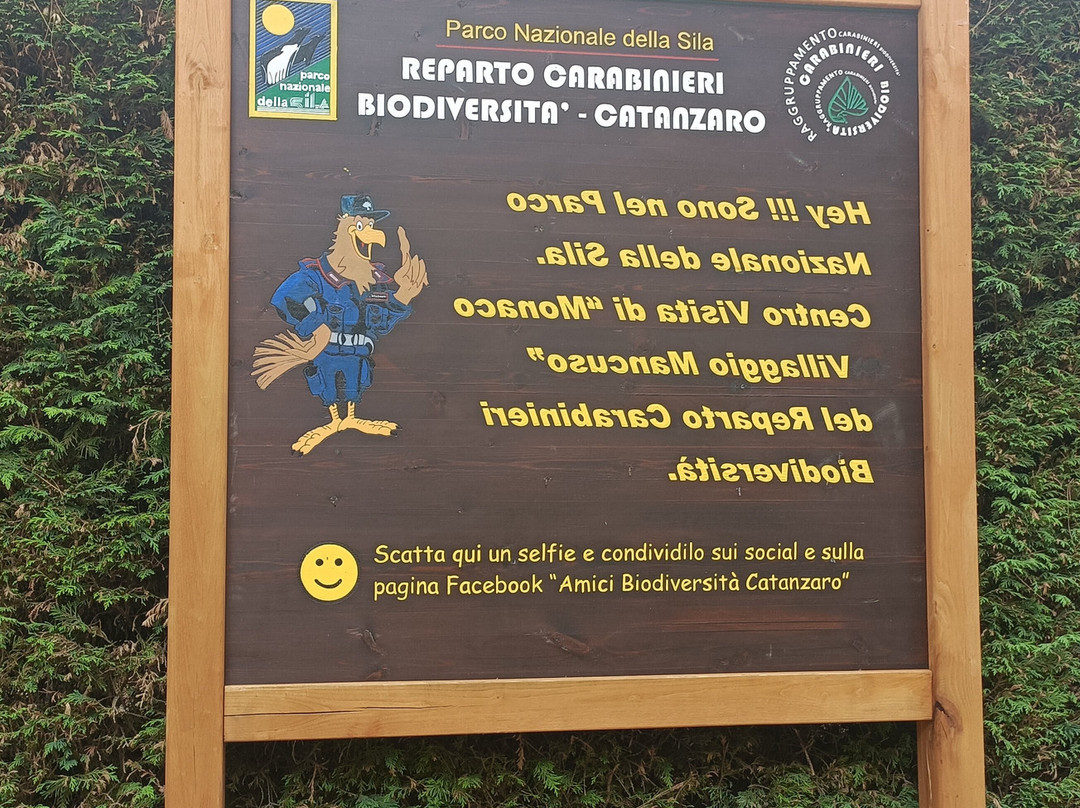 parco
nazionale
della SILA
Parco Nazionale della Sila
REPARTO CARABINIERI
BIODIVERSITA' - CATANZARO
RAGGRUPPAMENTO CARABINIERI BIODIVERSITÀ
Hey !!! Sono nel Parco
Nazionale della Sila.
Centro Visita di “Monaco
Villaggio Mancuso”
del Reparto Carabinieri
Biodiversità.
Scatta qui un selfie e condividilo sui social e sulla
pagina Facebook “Amici Biodiversità Catanzaro”